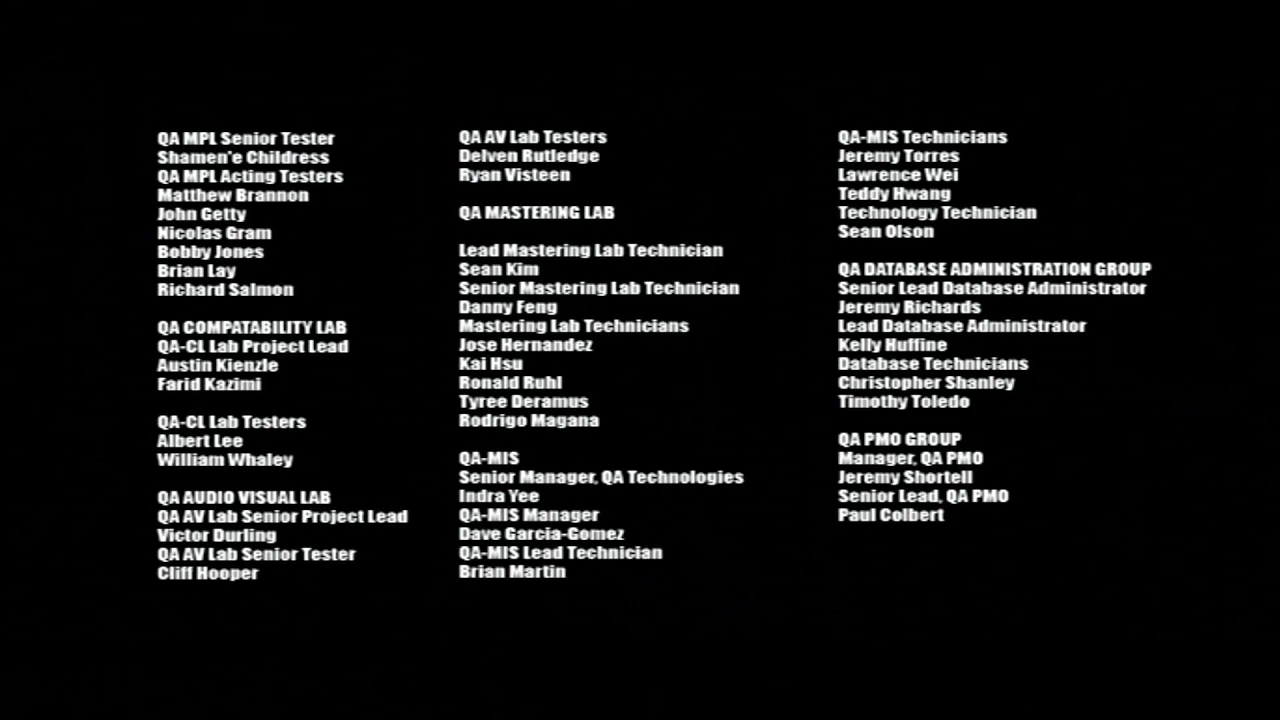 QA MPL Senior Tester
Shamen'e Childress
QA MPL Acting Testers
Matthew Brannon
John Getty
Nicolas Gram
Bobby Jones
Brian Lay
Richard Salmon
QA COMPATABILITY LAB
QA-CL Lab Project Lead
Austin Kienzle
Farid Kazimi
QA-CL Lab Testers
Albert Lee
William Whaley
QA AUDIO VISUAL LAB
QA AV Lab Senior Project Lead
Victor Durling
QA AV Lab Senior Tester
Cliff Hooper
QA AV Lab Testers
Delven Rutledge
Ryan Visteen
QA MASTERING LAB
Lead Mastering Lab Technician
Sean Kim
Senior Mastering Lab Technician
Danny Feng
Mastering Lab Technicians
Jose Hernandez
Kai Hsu
Ronald Ruhl
Tyree Deramus
Rodrigo Magana
QA-MIS
Senior Manager, QA Technologies
Indra Yee
QA-MIS Manager
Dave Garcia-Gomez
QA-MIS Lead Technician
Brian Martin
QA-MIS Technicians
Jeremy Torres
Lawrence Wei
Teddy Hwang
Technology Technician
Sean Olson
QA DATABASE ADMINISTRATION GROUP
Senior Lead Database Administrator
Jeremy Richards
Lead Database Administrator
Kelly Huffine
Database Technicians
Christopher Shanley
Timothy Toledo
QA PMO GROUP
Manager, QA PMO
Jeremy Shortell
Senior Lead, QA PMO
Paul Colbert